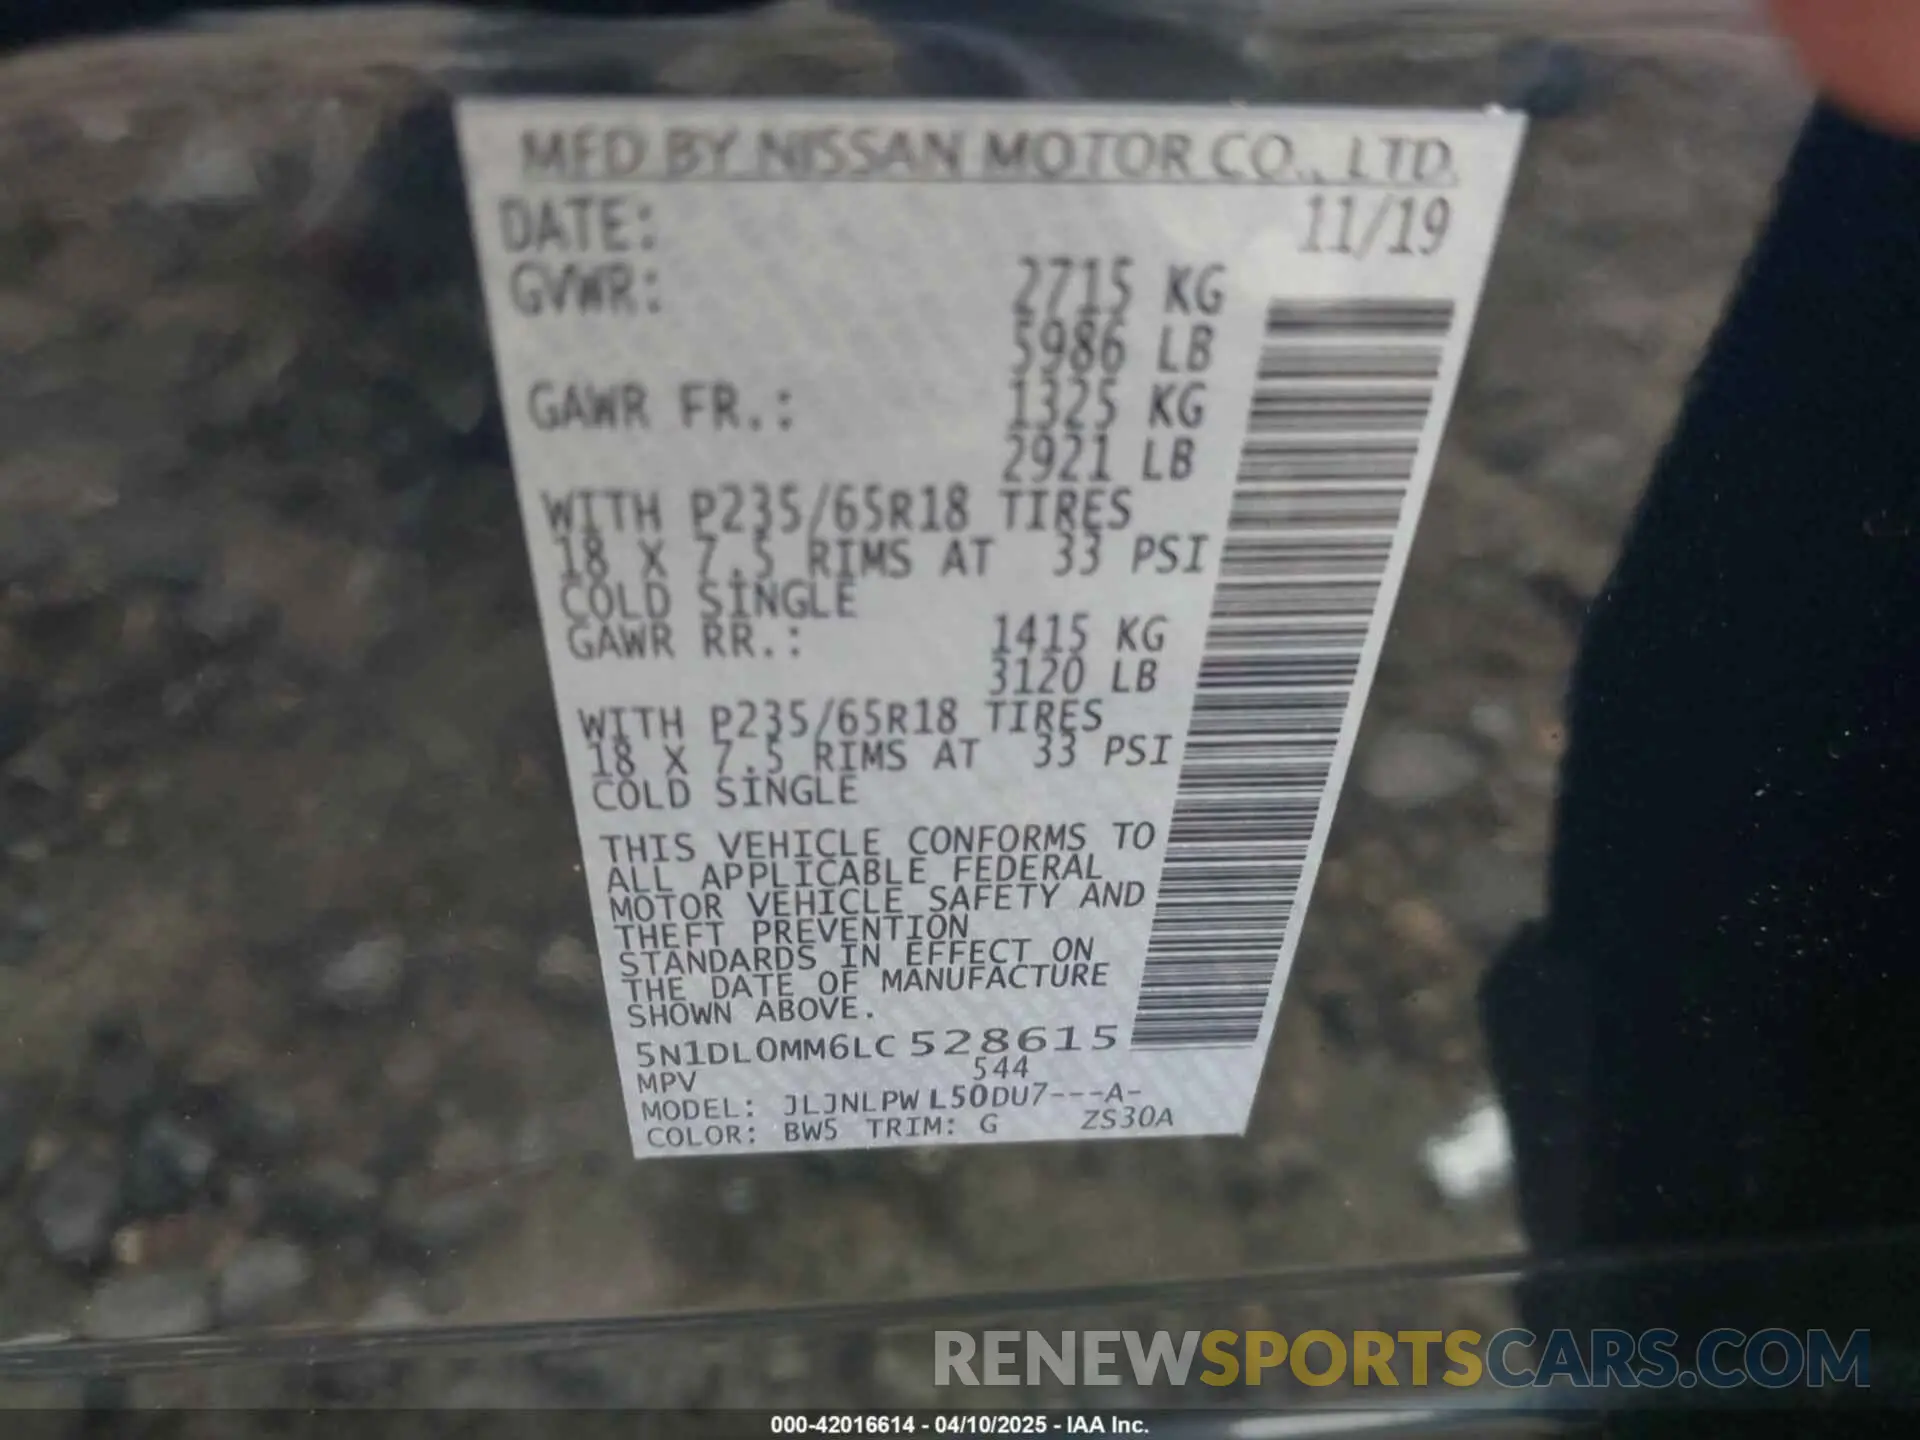 MFD BY NISSAN MOTOR CO., LTD.
DATE: 11/19
GVWR: 2715 KG
5986 LB
GAWR FR.: 1325 KG
2921 LB
WITH P235/65R18 TIRES
18 X 7.5 RIMS AT 33 PSI
COLD SINGLE
GAWR RR.: 1415 KG
3120 LB
WITH P235/65R18 TIRES
18 X 7.5 RIMS AT 33 PSI
COLD SINGLE
THIS VEHICLE CONFORMS TO
ALL APPLICABLE FEDERAL
MOTOR VEHICLE SAFETY AND
THEFT PREVENTION
STANDARDS IN EFFECT ON
THE DATE OF MANUFACTURE
SHOWN ABOVE.
5N1DL0MM6LC528615
MPV 544
MODEL: JLJNLPWL50DU7---A-
COLOR: BW5 TRIM: G ZS30A
RENEWSPORTSCARS.COM
000-42016614 - 04/10/2025 - IAA Inc.